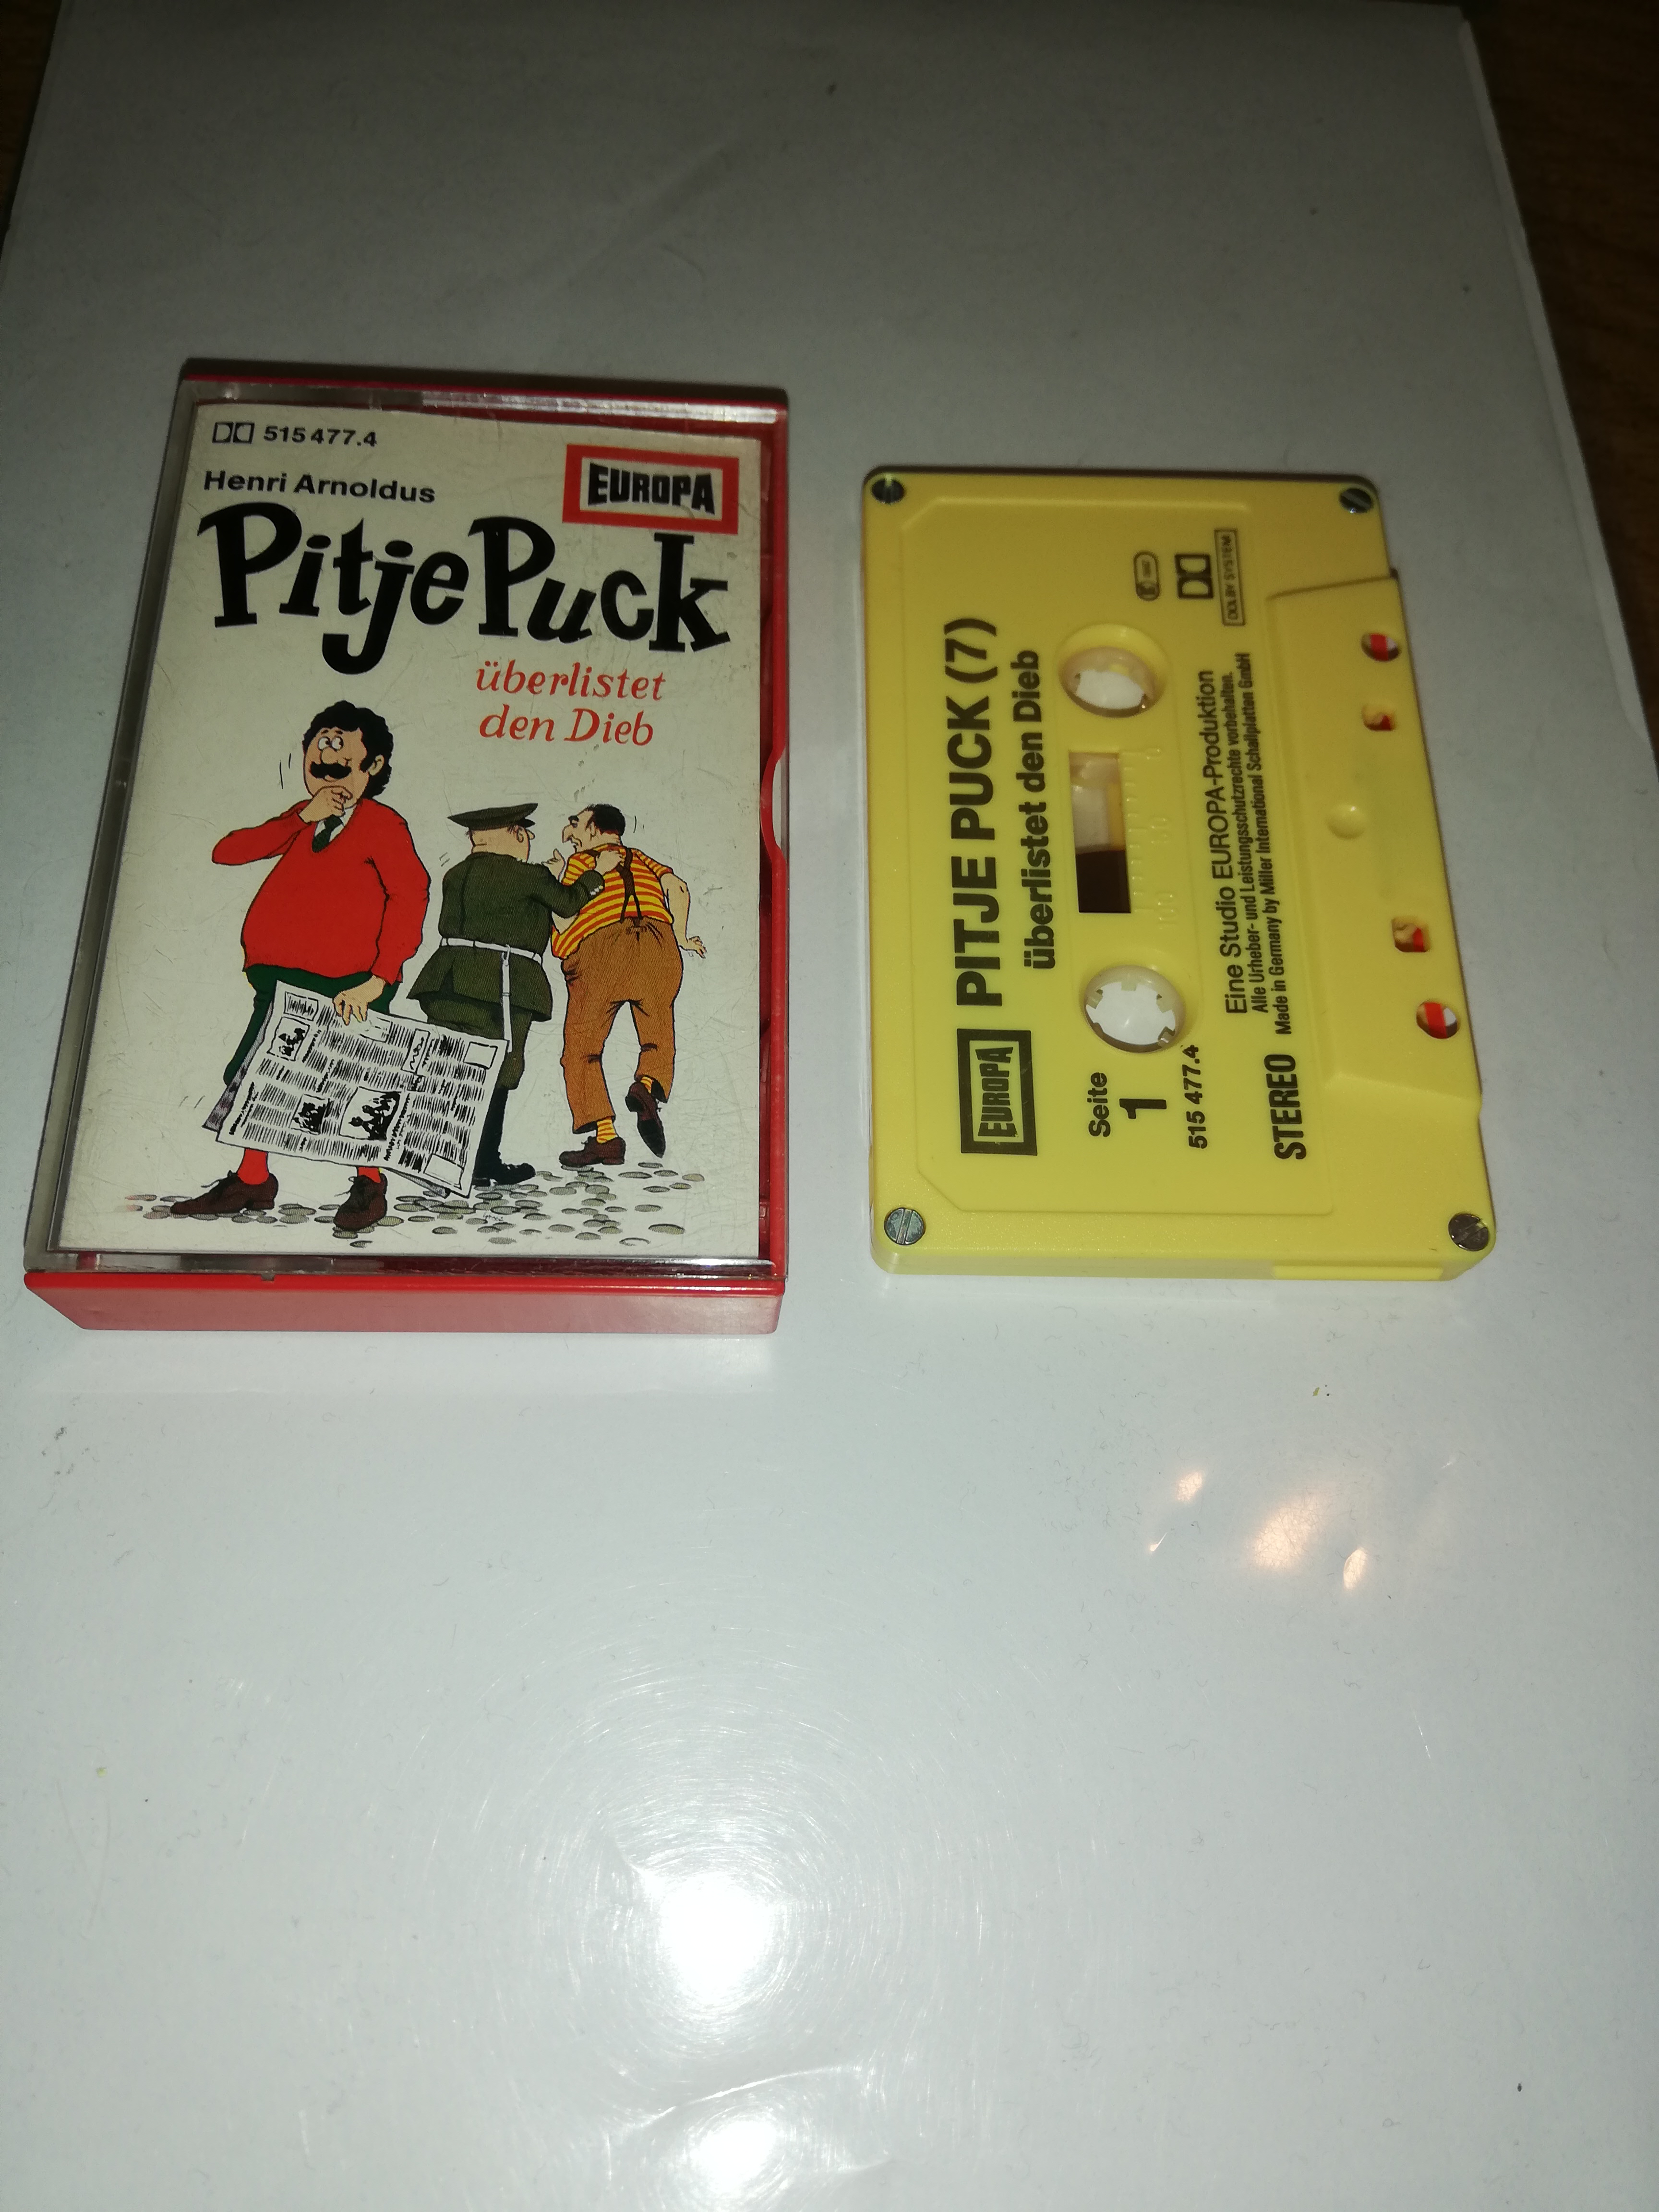 515 477.4
Henri Arnoldus
EUROPA
Pitje Puck
überlistet
den Dieb
EUROPA
PITJE PUCK (7)
überlistet den Dieb
Seite
1
515 477.4
STEREO
Eine Studio EUROPA-Produktion
Alle Urheber- und Leistungsschutzrechte vorbehalten.
Made in Germany by Miller International Schallplatten GmbH
DOLBY SYSTEM